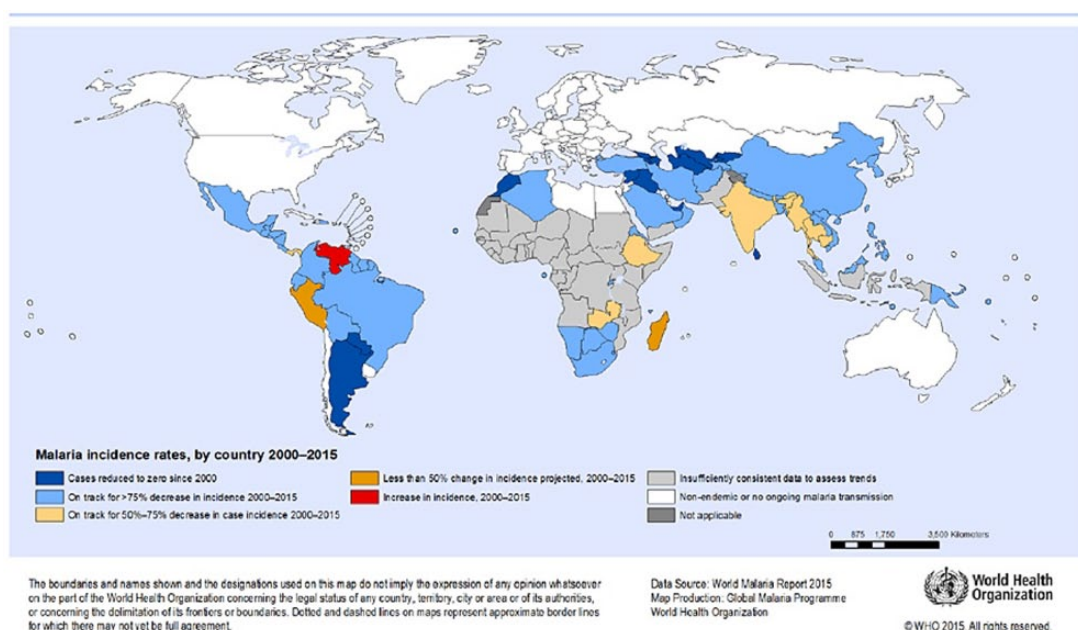 Malaria incidence rates, by country 2000–2015
Cases reduced to zero since 2000
On track for >75% decrease in incidence 2000–2015
On track for 50%–75% decrease in case incidence 2000–2015
Less than 50% change in incidence projected, 2000–2015
Increase in incidence, 2000–2015
Insufficiently consistent data to assess trends
Non-endemic or no ongoing malaria transmission
Not applicable
0 875 1,750 3,500 Kilometers
The boundaries and names shown and the designations used on this map do not imply the expression of any opinion whatsoever
on the part of the World Health Organization concerning the legal status of any country, territory, city or area or of its authorities,
or concerning the delimitation of its frontiers or boundaries. Dotted and dashed lines on maps represent approximate border lines
for which there may not yet be full agreement.
Data Source: World Malaria Report 2015
Map Production: Global Malaria Programme
World Health Organization
World Health
Organization
© WHO 2015. All rights reserved.